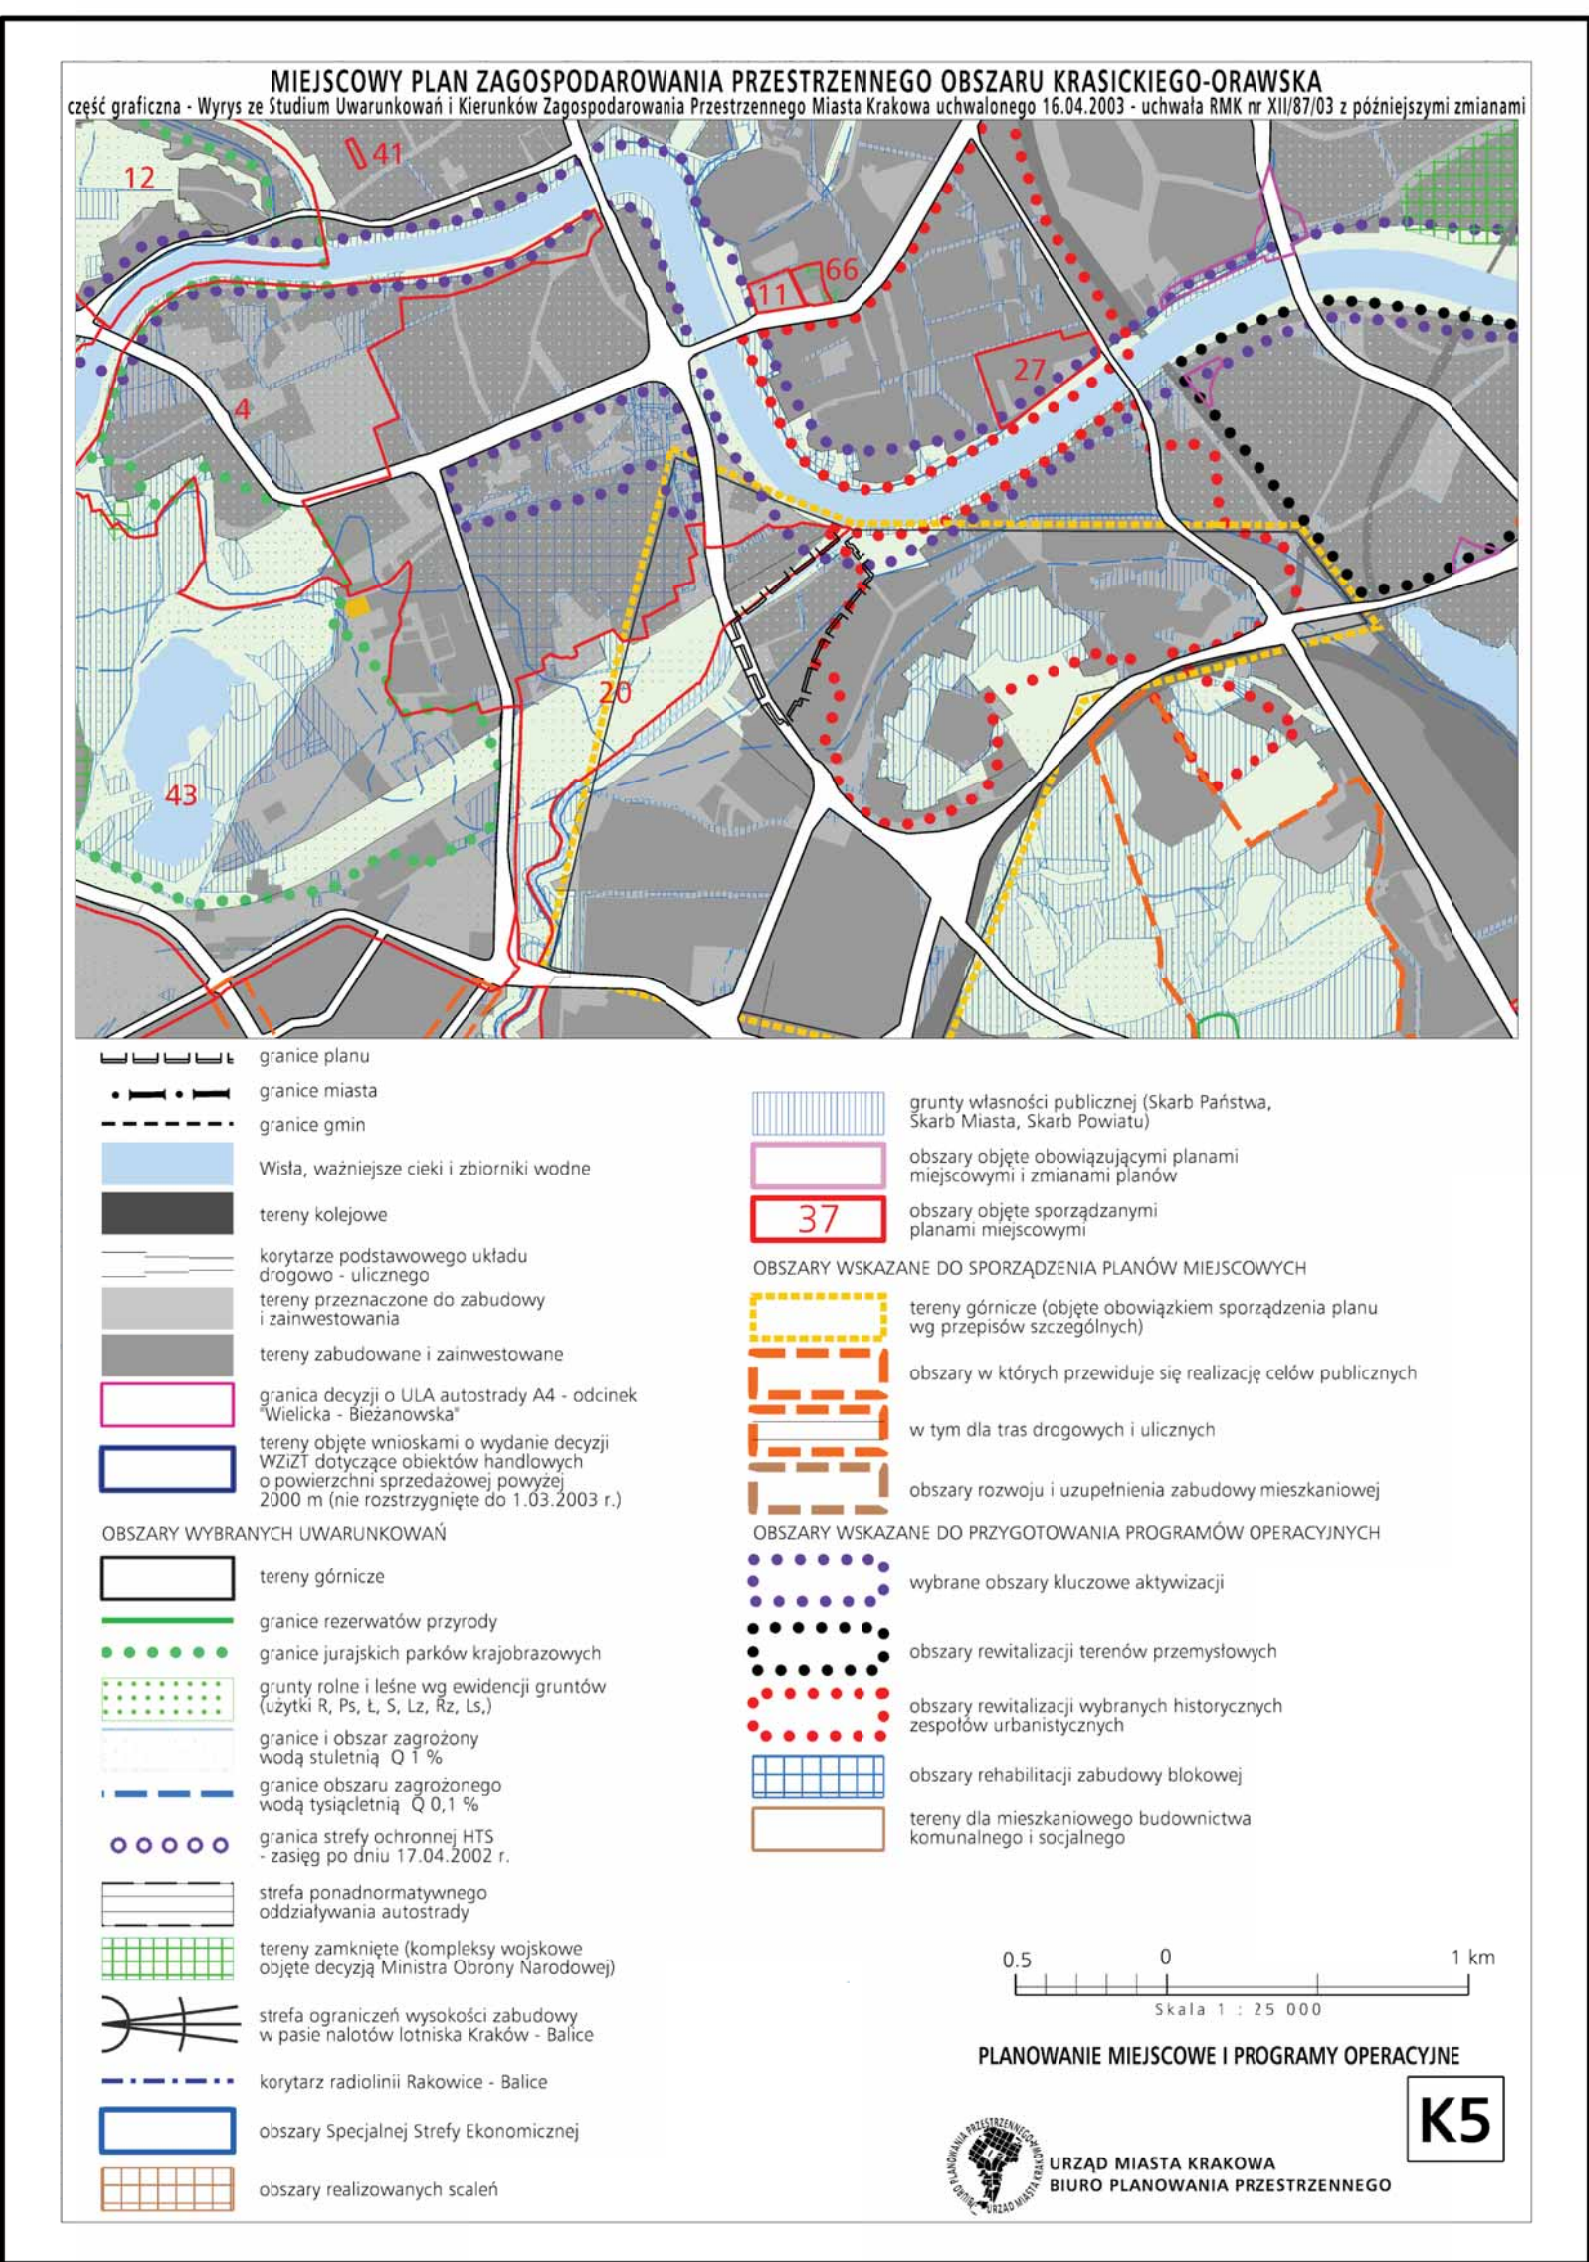 MIEJSCOWY PLAN ZAGOSPODAROWANIA PRZESTRZENNEGO OBSZARU KRASICKIEGO-ORAWSKA
część graficzna - Wyrys ze Studium Uwarunkowań i Kierunków Zagospodarowania Przestrzennego Miasta Krakowa uchwalonego 16.04.2003 - uchwała RMK nr XII/87/03 z późniejszymi zmianami
41
12
66
11
27
4
20
43
granice planu
granice miasta
granice gmin
Wisła, ważniejsze cieki i zbiorniki wodne
tereny kolejowe
korytarze podstawowego układu
drogowo - ulicznego
tereny przeznaczone do zabudowy
i zainwestowania
tereny zabudowane i zainwestowane
granica decyzji o ULA autostrady A4 - odcinek
"Wielicka - Bieżanowska"
tereny objęte wnioskami o wydanie decyzji
WZiZT dotyczące obiektów handlowych
o powierzchni sprzedażowej powyżej
2000 m (nie rozstrzygnięte do 1.03.2003 r.)
OBSZARY WYBRANYCH UWARUNKOWAŃ
tereny górnicze
granice rezerwatów przyrody
granice jurajskich parków krajobrazowych
grunty rolne i leśne wg ewidencji gruntów
(użytki R, Ps, Ł, S, Lz, Rz, Ls,)
granice i obszar zagrożony
wodą stuletnią Q 1 %
granice obszaru zagrożonego
wodą tysiącletnią Q 0,1 %
granica strefy ochronnej HTS
- zasięg po dniu 17.04.2002 r.
strefa ponadnormatywnego
oddziaływania autostrady
tereny zamknięte (kompleksy wojskowe
objęte decyzją Ministra Obrony Narodowej)
strefa ograniczeń wysokości zabudowy
w pasie nalotów lotniska Kraków - Balice
korytarz radiolinii Rakowice - Balice
obszary Specjalnej Strefy Ekonomicznej
obszary realizowanych scaleń
grunty własności publicznej (Skarb Państwa,
Skarb Miasta, Skarb Powiatu)
obszary objęte obowiązującymi planami
miejscowymi i zmianami planów
37
obszary objęte sporządzanymi
planami miejscowymi
OBSZARY WSKAZANE DO SPORZĄDZENIA PLANÓW MIEJSCOWYCH
tereny górnicze (objęte obowiązkiem sporządzenia planu
wg przepisów szczególnych)
obszary w których przewiduje się realizację celów publicznych
w tym dla tras drogowych i ulicznych
obszary rozwoju i uzupełnienia zabudowy mieszkaniowej
OBSZARY WSKAZANE DO PRZYGOTOWANIA PROGRAMÓW OPERACYJNYCH
wybrane obszary kluczowe aktywizacji
obszary rewitalizacji terenów przemysłowych
obszary rewitalizacji wybranych historycznych
zespołów urbanistycznych
obszary rehabilitacji zabudowy blokowej
tereny dla mieszkaniowego budownictwa
komunalnego i socjalnego
0.5 0 1 km
Skala 1 : 25 000
PLANOWANIE MIEJSCOWE I PROGRAMY OPERACYJNE
K5
BIURO PLANOWANIA PRZESTRZENNEGO
URZĄD MIASTA KRAKOWA
URZĄD MIASTA KRAKOWA
BIURO PLANOWANIA PRZESTRZENNEGO